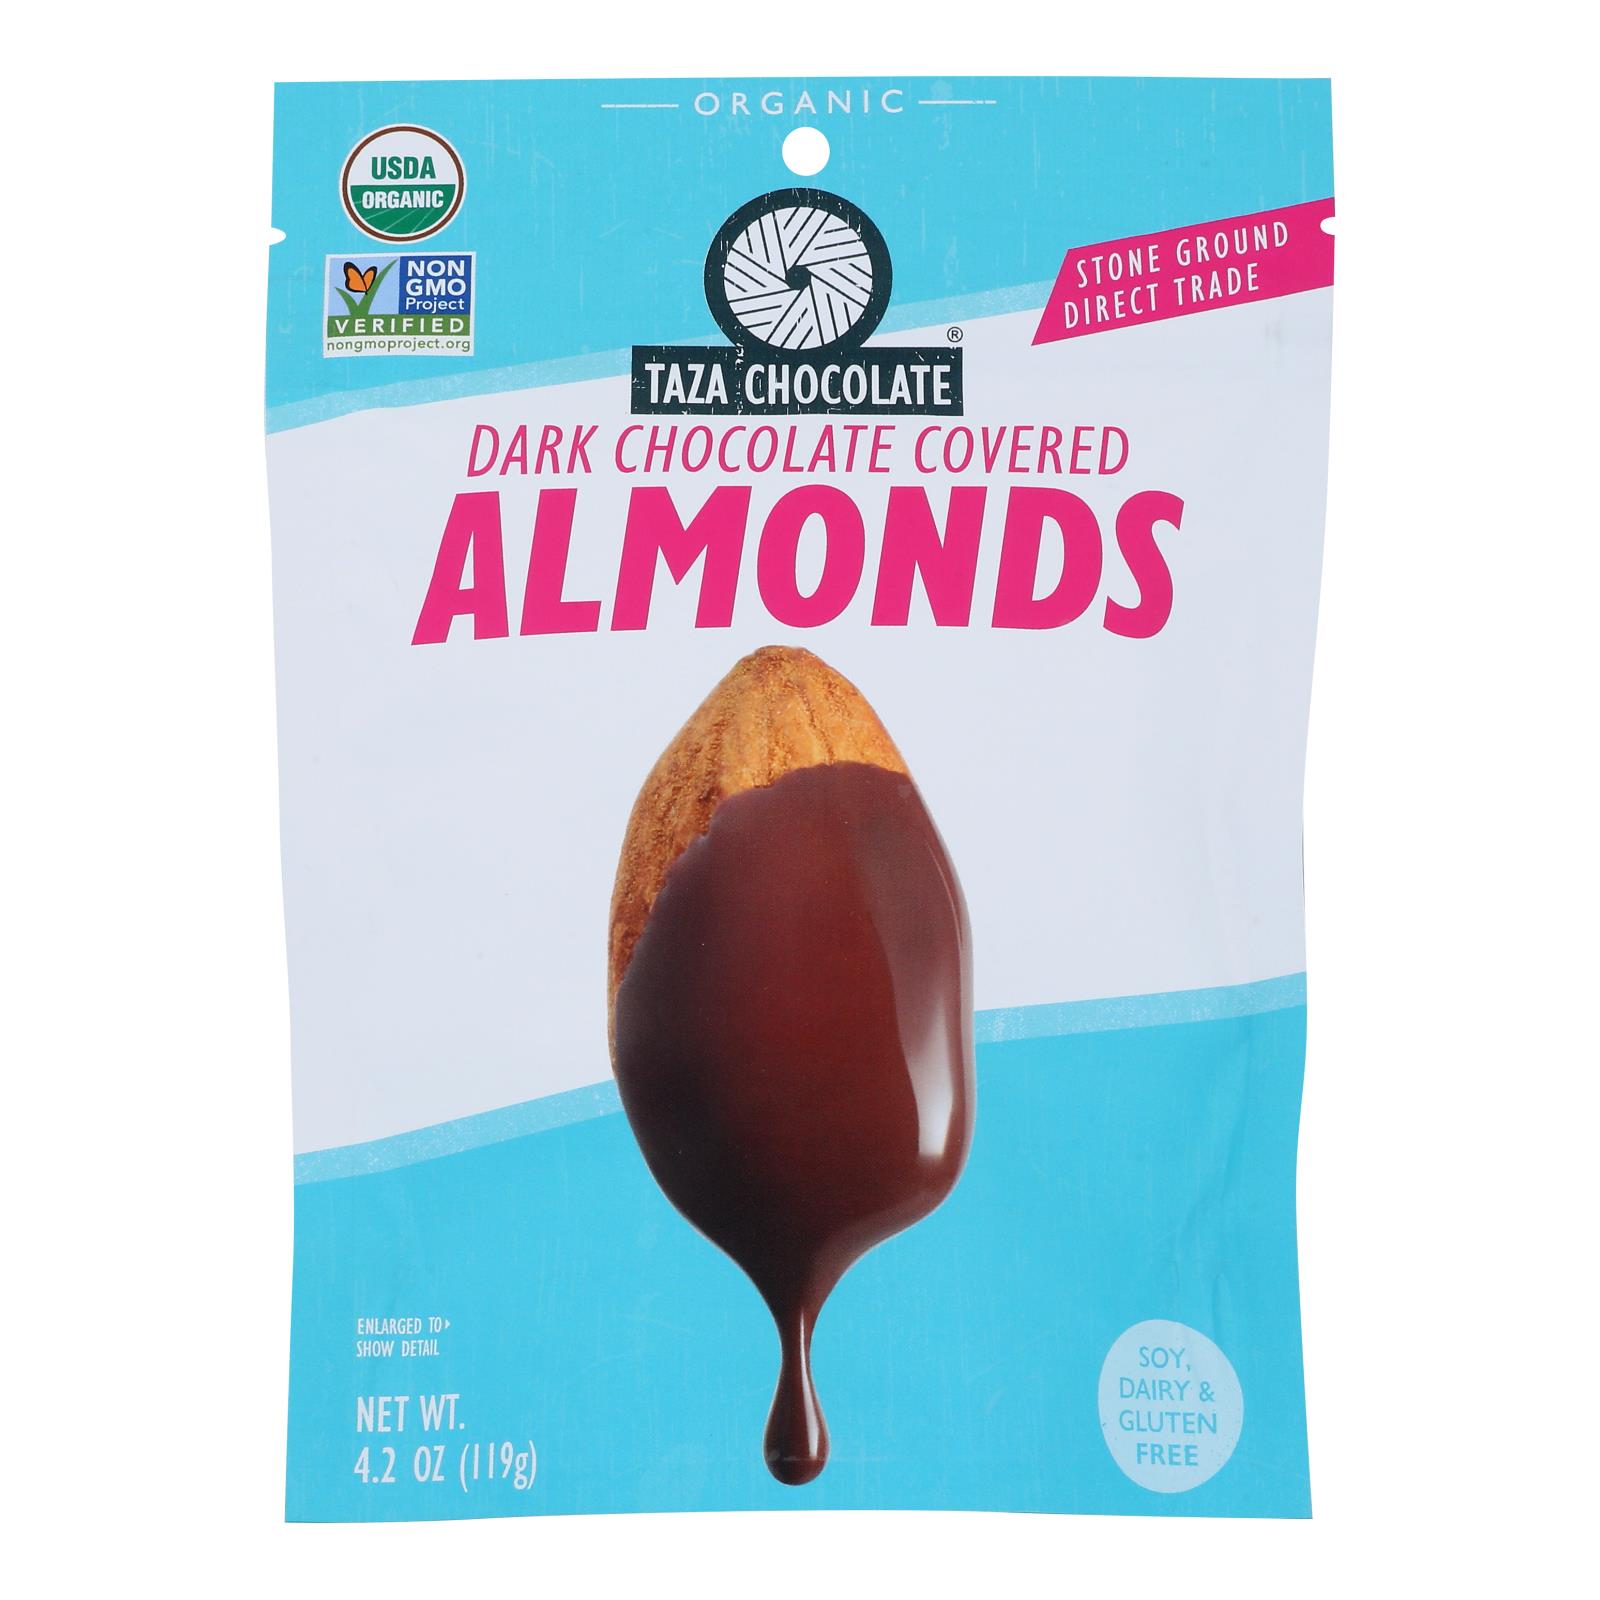 ORGANIC
USDA
ORGANIC
NON
GMO
Project
VERIFIED
nongmoproject.org
STONE GROUND
DIRECT TRADE
®
TAZA CHOCOLATE
DARK CHOCOLATE COVERED
ALMONDS
ENLARGED TO
SHOW DETAIL
NET WT.
4.2 OZ (119g)
SOY,
DAIRY &
GLUTEN
FREE